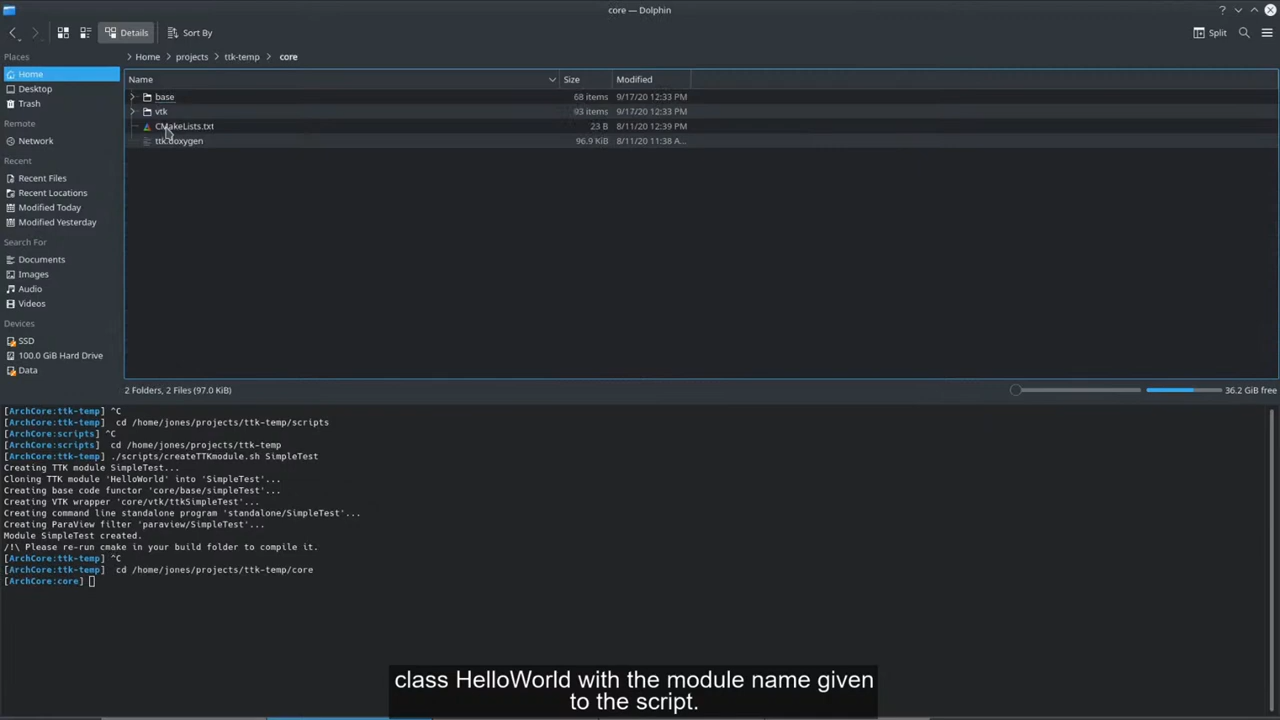 core — Dolphin
Details
Sort By
Split
Places
Home
Desktop
Trash
Remote
Network
Recent
Recent Files
Recent Locations
Modified Today
Modified Yesterday
Search For
Documents
Images
Audio
Videos
Devices
SSD
100.0 GiB Hard Drive
Data
Home projects ttk-temp core
Name Size Modified
base 68 items 9/17/20 12:33 PM
vtk 93 items 9/17/20 12:33 PM
CMakeLists.txt 23 B 8/11/20 12:39 PM
ttk.doxygen 96.9 KiB 8/11/20 11:38 A...
2 Folders, 2 Files (97.0 KiB) 36.2 GiB free
[ArchCore:ttk-temp] ^C
[ArchCore:ttk-temp] cd /home/jones/projects/ttk-temp/scripts
[ArchCore:scripts] ^C
[ArchCore:scripts] cd /home/jones/projects/ttk-temp
[ArchCore:ttk-temp] ./scripts/createTTKmodule.sh SimpleTest
Creating TTK module SimpleTest...
Cloning TTK module 'HelloWorld' into 'SimpleTest'...
Creating base code functor 'core/base/simpleTest'...
Creating VTK wrapper 'core/vtk/ttkSimpleTest'...
Creating command line standalone program 'standalone/SimpleTest'...
Creating ParaView filter 'paraview/SimpleTest'...
Module SimpleTest created.
/!\ Please re-run cmake in your build folder to compile it.
[ArchCore:ttk-temp] ^C
[ArchCore:ttk-temp] cd /home/jones/projects/ttk-temp/core
[ArchCore:core]
class HelloWorld with the module name given
to the script.